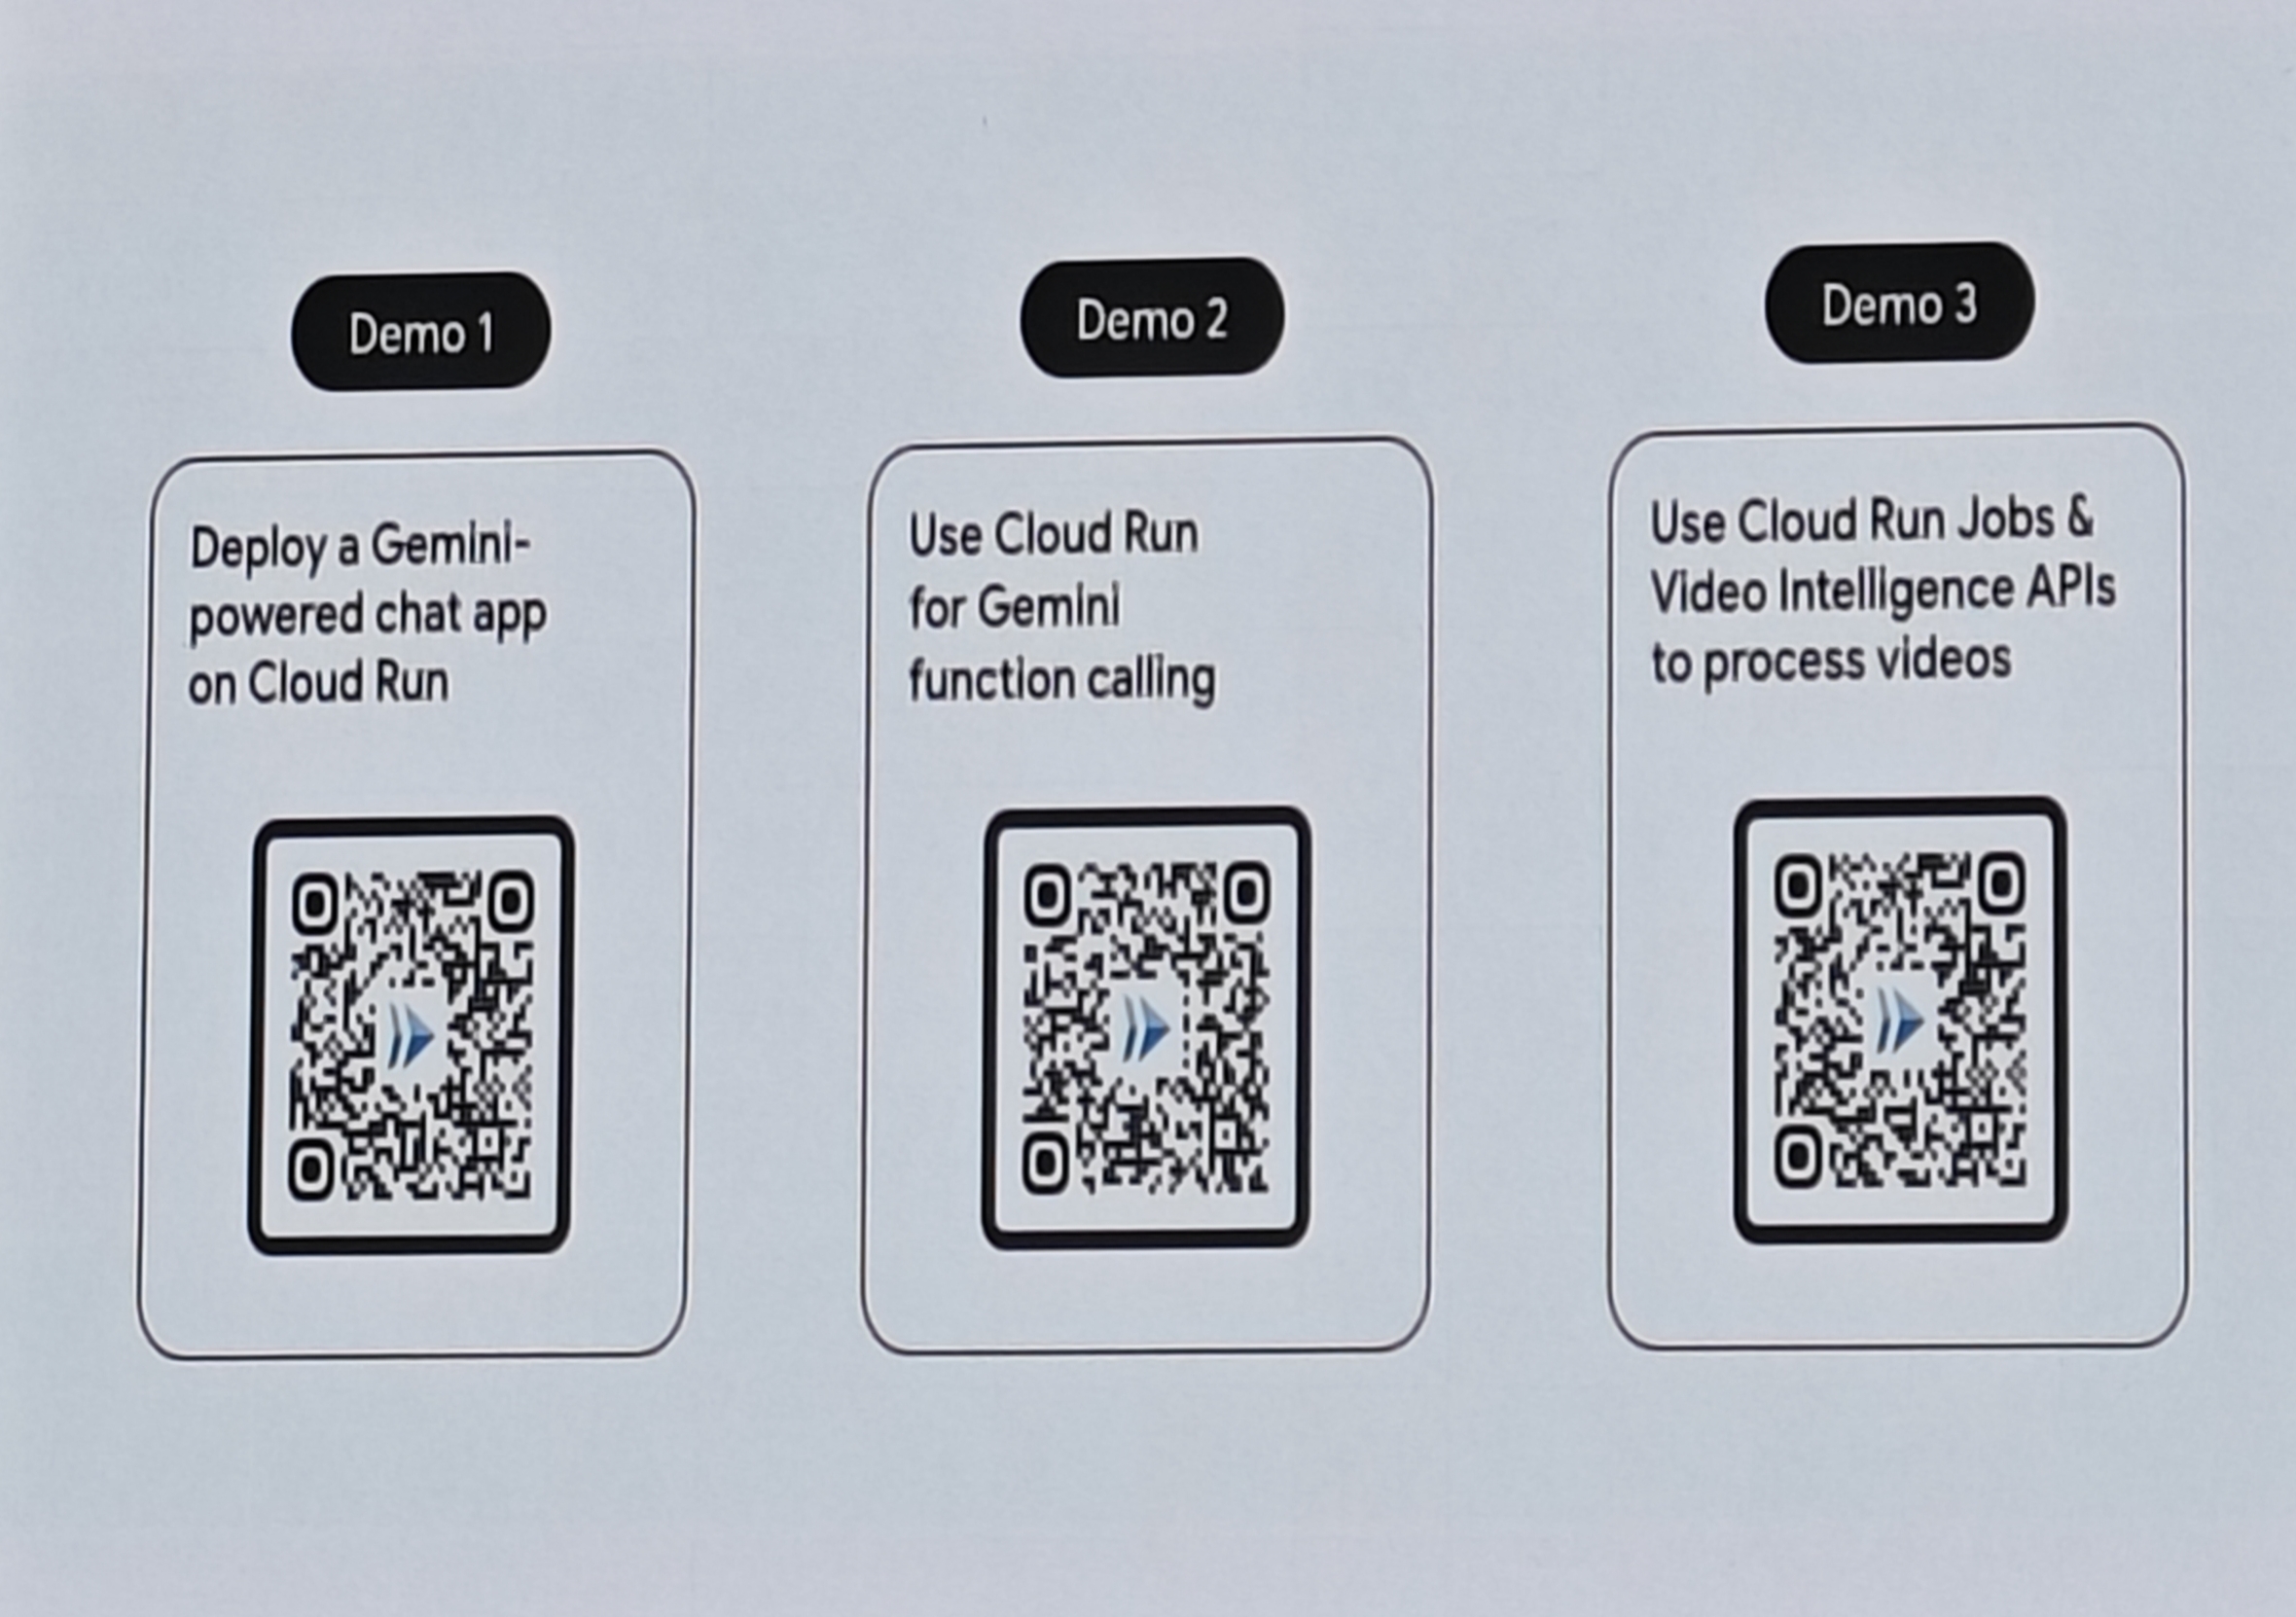 Demo 1
Deploy a Gemini-
powered chat app
on Cloud Run
Demo 2
Use Cloud Run
for Gemini
function calling
Demo 3
Use Cloud Run Jobs &
Video Intelligence APIs
to process videos